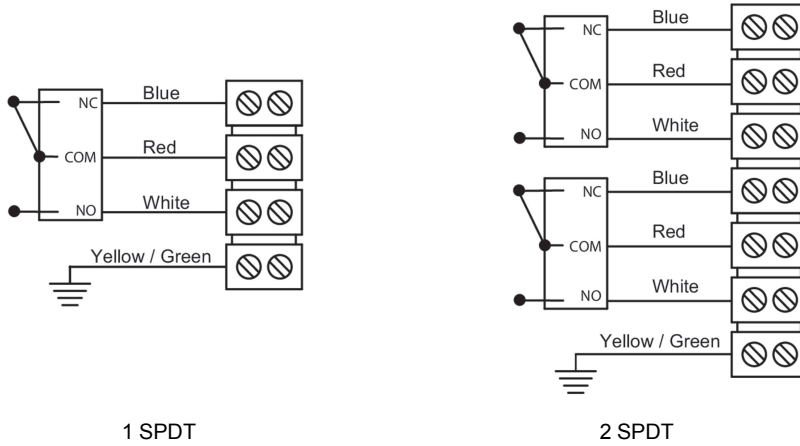 NC
Blue
COM
Red
NO
White
Yellow / Green
1 SPDT
NC
Blue
COM
Red
NO
White
NC
Blue
COM
Red
NO
White
Yellow / Green
2 SPDT